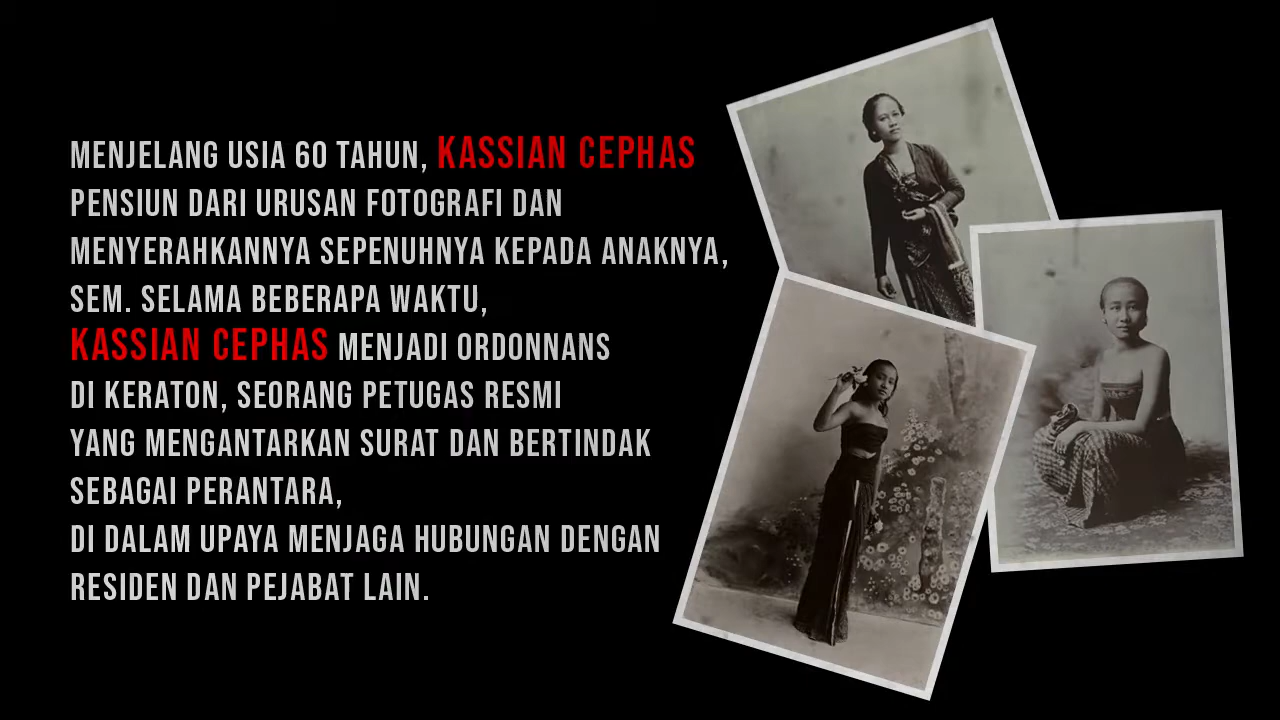 MENJELANG USIA 60 TAHUN, KASSIAN CEPHAS
PENSIUN DARI URUSAN FOTOGRAFI DAN
MENYERAHKANNYA SEPENUHNYA KEPADA ANAKNYA,
SEM. SELAMA BEBERAPA WAKTU,
KASSIAN CEPHAS MENJADI ORDONNANS
DI KERATON, SEORANG PETUGAS RESMI
YANG MENGANTARKAN SURAT DAN BERTINDAK
SEBAGAI PERANTARA,
DI DALAM UPAYA MENJAGA HUBUNGAN DENGAN
RESIDEN DAN PEJABAT LAIN.